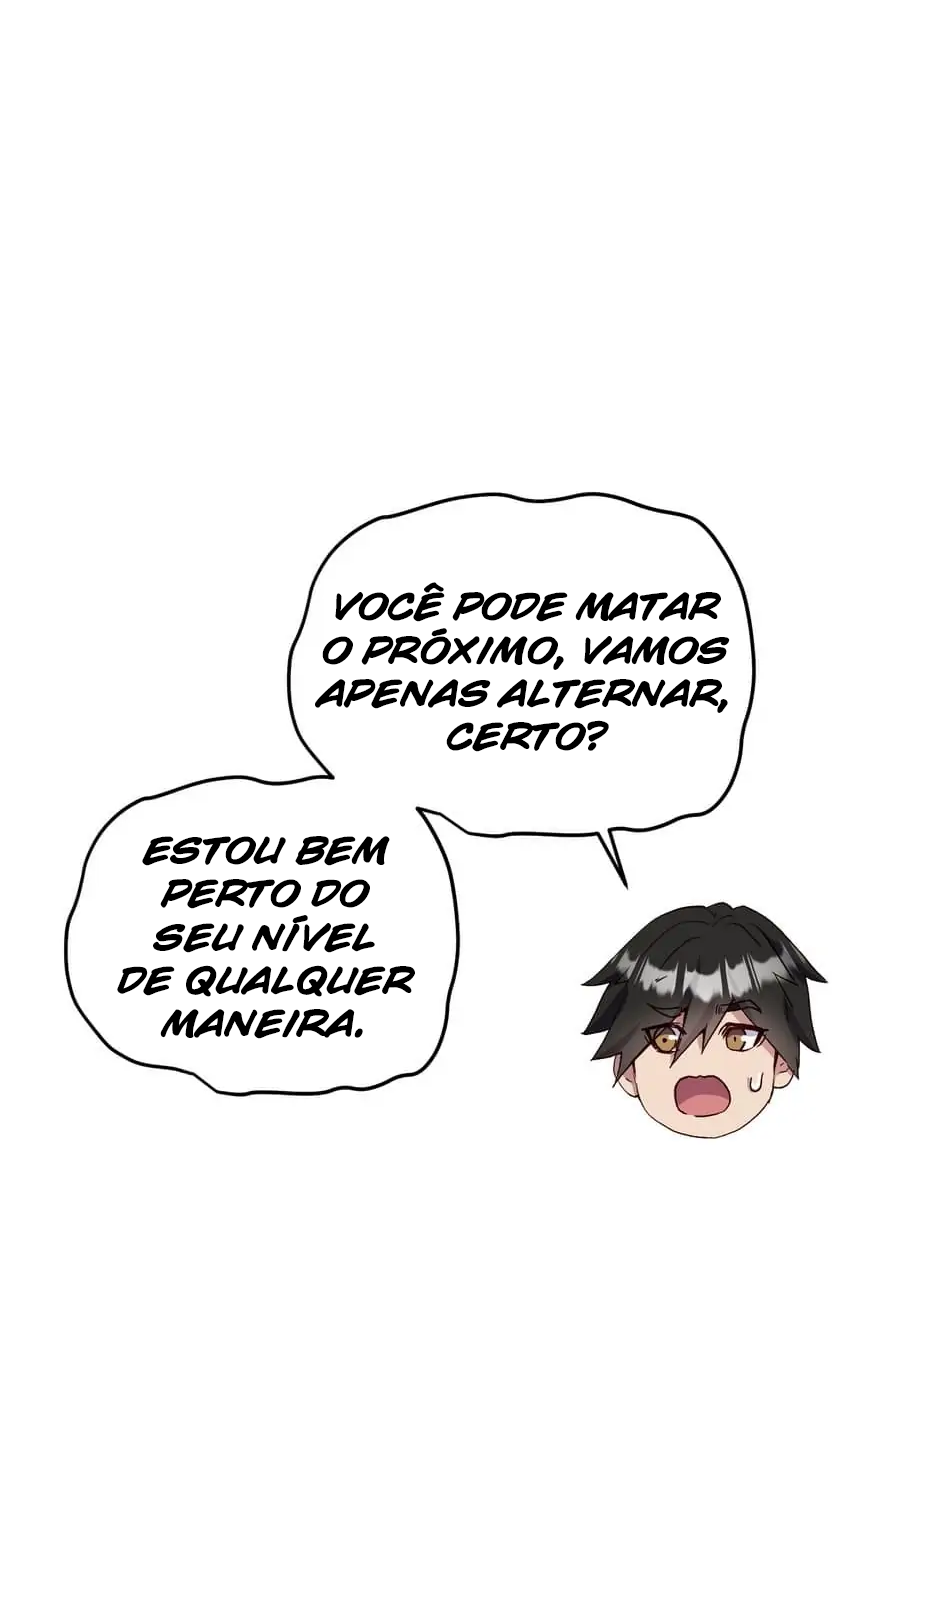 VOCÊ PODE MATAR
O PRÓXIMO, VAMOS
APENAS ALTERNAR,
CERTO?
ESTOU BEM
PERTO DO
SEU NÍVEL
DE QUALQUER
MANEIRA.